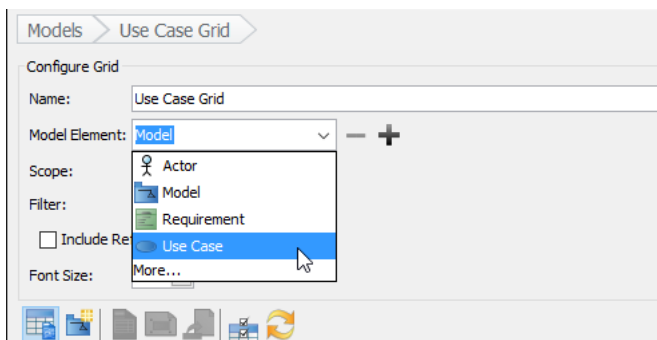 Models Use Case Grid
Configure Grid
Name: Use Case Grid
Model Element: Model
Scope:
Actor
Model
Filter:
Requirement
Include Re
Use Case
Font Size:
More...